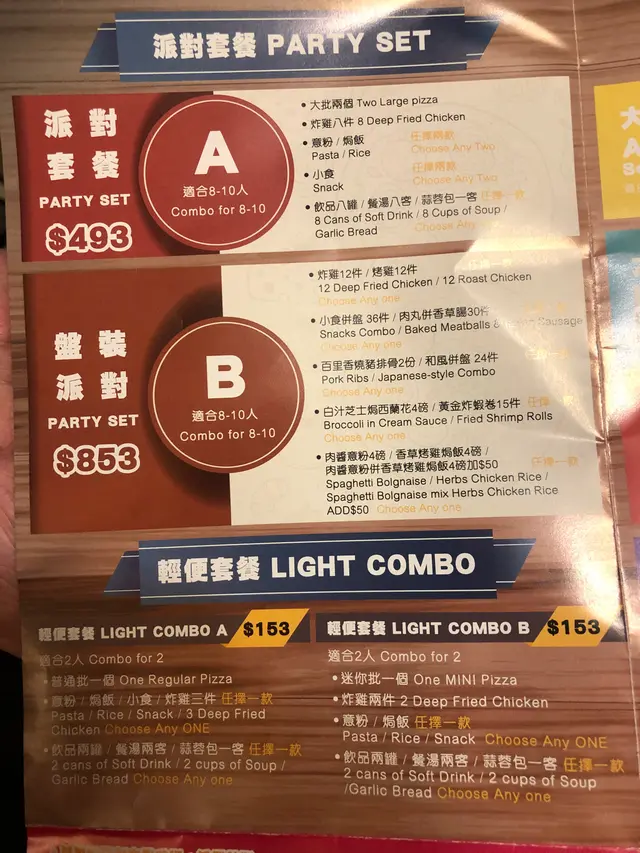 派對套餐 PARTY SET
派對
套餐
PARTY SET
$493
A
適合8-10人
Combo for 8-10
• 大批兩個 Two Large pizza
• 炸雞八件 8 Deep Fried Chicken
• 意粉 / 焗飯 任擇兩款
Pasta / Rice Choose Any Two
• 小食 任擇兩款
Snack Choose Any Two
• 飲品八罐 / 餐湯八客 / 蒜蓉包一客 任擇一款
8 Cans of Soft Drink / 8 Cups of Soup /
Garlic Bread Choose Any one
盤裝
派對
PARTY SET
$853
B
適合8-10人
Combo for 8-10
• 炸雞12件 / 烤雞12件 任擇一款
12 Deep Fried Chicken / 12 Roast Chicken
Choose Any one
• 小食併盤 36件 / 肉丸併香草腸30件
Snacks Combo / Baked Meatballs & Sausage
Choose Any one
• 百里香燒豬排骨2份 / 和風併盤 24件
Pork Ribs / Japanese-style Combo
Choose Any one
• 白汁芝士焗西蘭花4磅 / 黃金炸蝦卷15件 任擇一款
Broccoli in Cream Sauce / Fried Shrimp Rolls
Choose Any one
• 肉醬意粉4磅 / 香草烤雞焗飯4磅 /
肉醬意粉併香草烤雞焗飯4磅加$50 任擇一款
Spaghetti Bolgnaise / Herbs Chicken Rice /
Spaghetti Bolgnaise mix Herbs Chicken Rice
ADD$50 Choose Any one
輕便套餐 LIGHT COMBO
輕便套餐 LIGHT COMBO A $153
適合2人 Combo for 2
• 普通批一個 One Regular Pizza
• 意粉 / 焗飯 / 小食 / 炸雞三件 任擇一款
Pasta / Rice / Snack / 3 Deep Fried
Chicken Choose Any ONE
• 飲品兩罐 / 餐湯兩客 / 蒜蓉包一客 任擇一款
2 cans of Soft Drink / 2 cups of Soup /
Garlic Bread Choose Any one
輕便套餐 LIGHT COMBO B $153
適合2人 Combo for 2
• 迷你批一個 One MINI Pizza
• 炸雞兩件 2 Deep Fried Chicken
• 意粉 / 焗飯 任擇一款
Pasta / Rice / Snack Choose Any ONE
• 飲品兩罐 / 餐湯兩客 / 蒜蓉包一客 任擇一款
2 cans of Soft Drink / 2 cups of Soup
/Garlic Bread Choose Any one